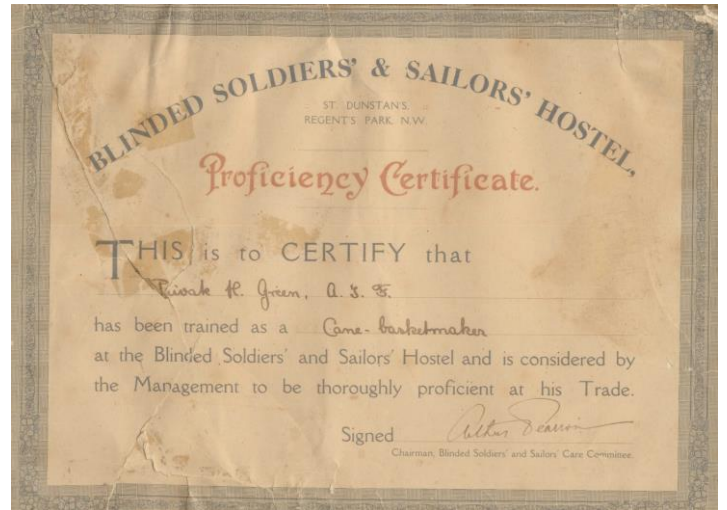 BLINDED SOLDIERS' & SAILORS' HOSTEL,
ST. DUNSTAN'S.
REGENT'S PARK. N.W.
Proficiency Certificate.
THIS is to CERTIFY that
Private H. Green, A. I. F.
has been trained as a Cane-basketmaker
at the Blinded Soldiers' and Sailors' Hostel and is considered by
the Management to be thoroughly proficient at his Trade.
Signed Arthur Pearson
Chairman, Blinded Soldiers' and Sailors' Care Committee.